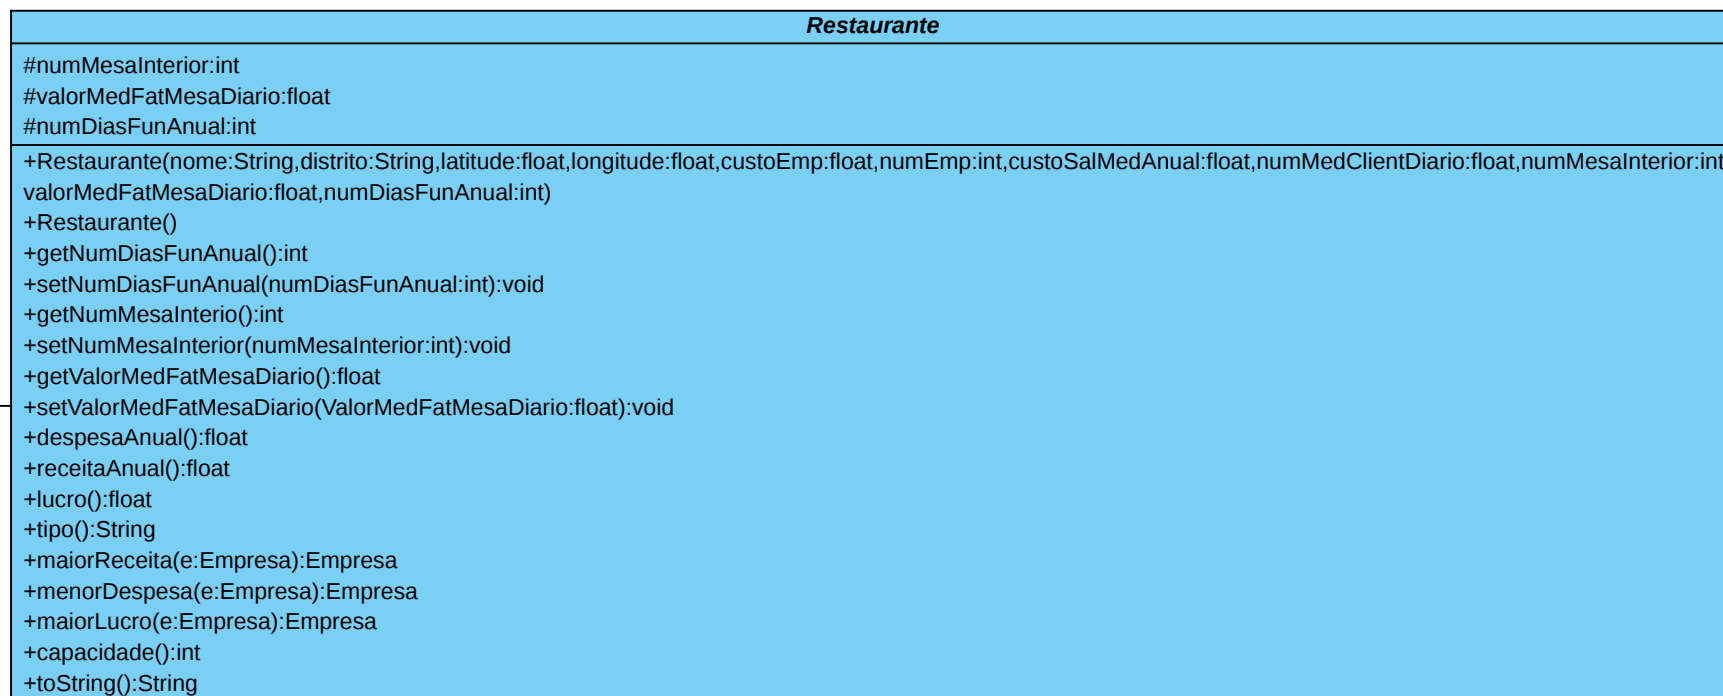 Restaurante
#numMesaInterior:int
#valorMedFatMesaDiario:float
#numDiasFunAnual:int
+Restaurante(nome:String,distrito:String,latitude:float,longitude:float,custoEmp:float,numEmp:int,custoSalMedAnual:float,numMedClientDiario:float,numMesaInterior:int
valorMedFatMesaDiario:float,numDiasFunAnual:int)
+Restaurante()
+getNumDiasFunAnual():int
+setNumDiasFunAnual(numDiasFunAnual:int):void
+getNumMesaInterio():int
+setNumMesaInterior(numMesaInterior:int):void
+getValorMedFatMesaDiario():float
+setValorMedFatMesaDiario(ValorMedFatMesaDiario:float):void
+despesaAnual():float
+receitaAnual():float
+lucro():float
+tipo():String
+maiorReceita(e:Empresa):Empresa
+menorDespesa(e:Empresa):Empresa
+maiorLucro(e:Empresa):Empresa
+capacidade():int
+toString():String